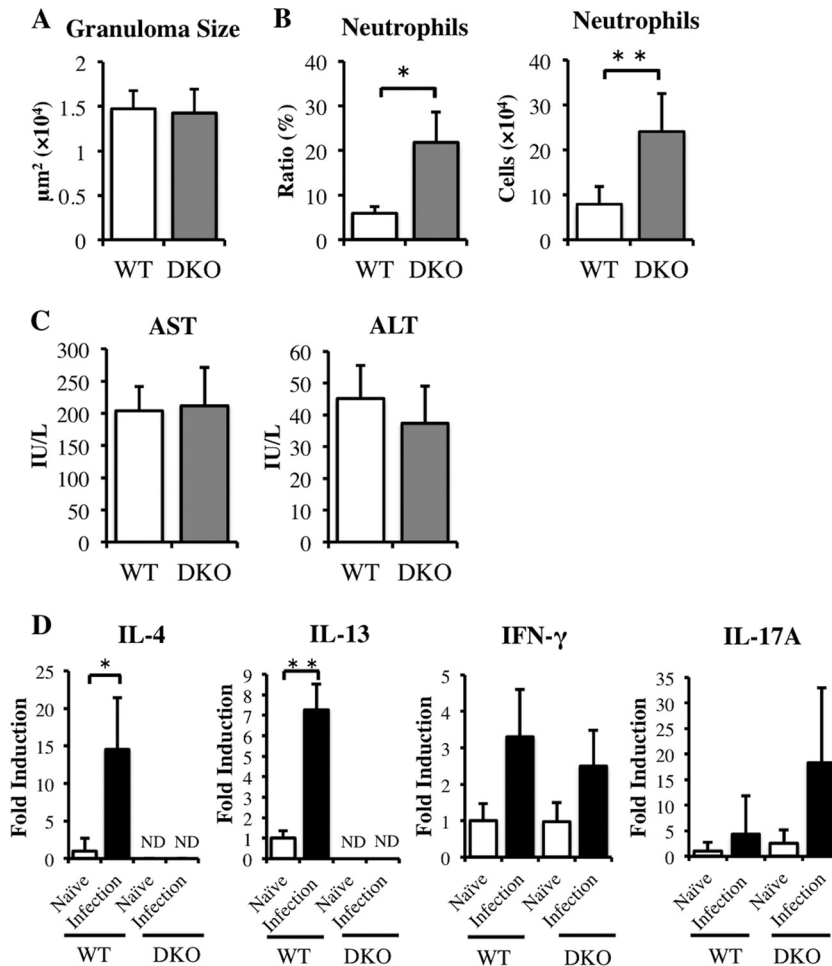 A
Granuloma Size
μm² (×10⁴)
2
1.5
1
0.5
0
WT DKO
B
Neutrophils
Ratio (%)
40
30
20
10
0
*
WT DKO
Neutrophils
Cells (×10⁴)
40
30
20
10
0
* *
WT DKO
C
AST
IU/L
300
250
200
150
100
50
0
WT DKO
ALT
IU/L
60
50
40
30
20
10
0
WT DKO
D
IL-4
Fold Induction
25
20
15
10
5
0
*
ND ND
Naïve Infection Naïve Infection
WT DKO
IL-13
Fold Induction
9
8
7
6
5
4
3
2
1
0
* *
ND ND
Naïve Infection Naïve Infection
WT DKO
IFN-γ
Fold Induction
5
4
3
2
1
0
Naïve Infection Naïve Infection
WT DKO
IL-17A
Fold Induction
35
30
25
20
15
10
5
0
Naïve Infection Naïve Infection
WT DKO